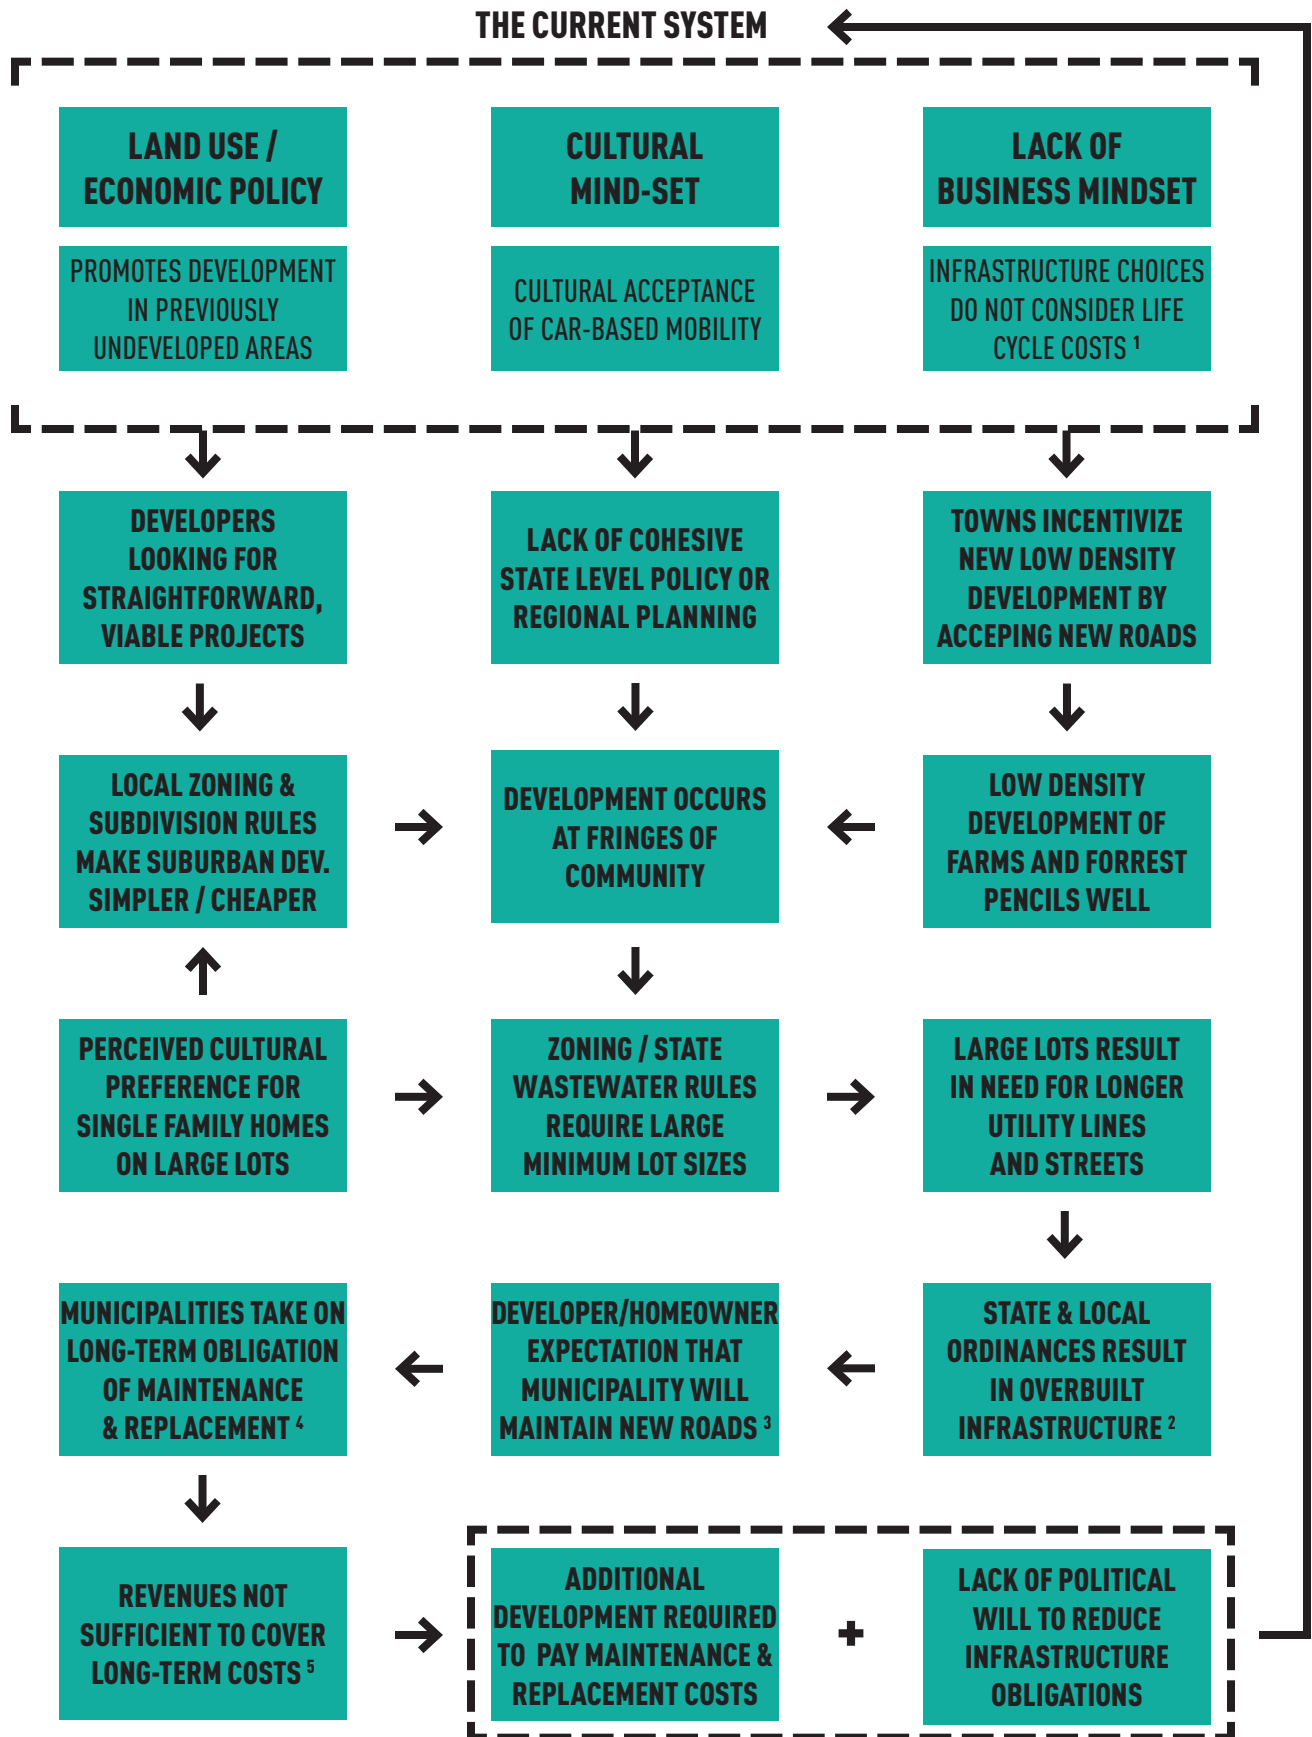 THE CURRENT SYSTEM
LAND USE /
ECONOMIC POLICY
CULTURAL
MIND-SET
LACK OF
BUSINESS MINDSET
PROMOTES DEVELOPMENT
IN PREVIOUSLY
UNDEVELOPED AREAS
CULTURAL ACCEPTANCE
OF CAR-BASED MOBILITY
INFRASTRUCTURE CHOICES
DO NOT CONSIDER LIFE
CYCLE COSTS 1
DEVELOPERS
LOOKING FOR
STRAIGHTFORWARD,
VIABLE PROJECTS
LACK OF COHESIVE
STATE LEVEL POLICY OR
REGIONAL PLANNING
TOWNS INCENTIVIZE
NEW LOW DENSITY
DEVELOPMENT BY
ACCEPING NEW ROADS
LOCAL ZONING &
SUBDIVISION RULES
MAKE SUBURBAN DEV.
SIMPLER / CHEAPER
DEVELOPMENT OCCURS
AT FRINGES OF
COMMUNITY
LOW DENSITY
DEVELOPMENT OF
FARMS AND FORREST
PENCILS WELL
PERCEIVED CULTURAL
PREFERENCE FOR
SINGLE FAMILY HOMES
ON LARGE LOTS
ZONING / STATE
WASTEWATER RULES
REQUIRE LARGE
MINIMUM LOT SIZES
LARGE LOTS RESULT
IN NEED FOR LONGER
UTILITY LINES
AND STREETS
MUNICIPALITIES TAKE ON
LONG-TERM OBLIGATION
OF MAINTENANCE
& REPLACEMENT 4
DEVELOPER/HOMEOWNER
EXPECTATION THAT
MUNICIPALITY WILL
MAINTAIN NEW ROADS 3
STATE & LOCAL
ORDINANCES RESULT
IN OVERBUILT
INFRASTRUCTURE 2
REVENUES NOT
SUFFICIENT TO COVER
LONG-TERM COSTS 5
ADDITIONAL
DEVELOPMENT REQUIRED
TO PAY MAINTENANCE &
REPLACEMENT COSTS
+
LACK OF POLITICAL
WILL TO REDUCE
INFRASTRUCTURE
OBLIGATIONS